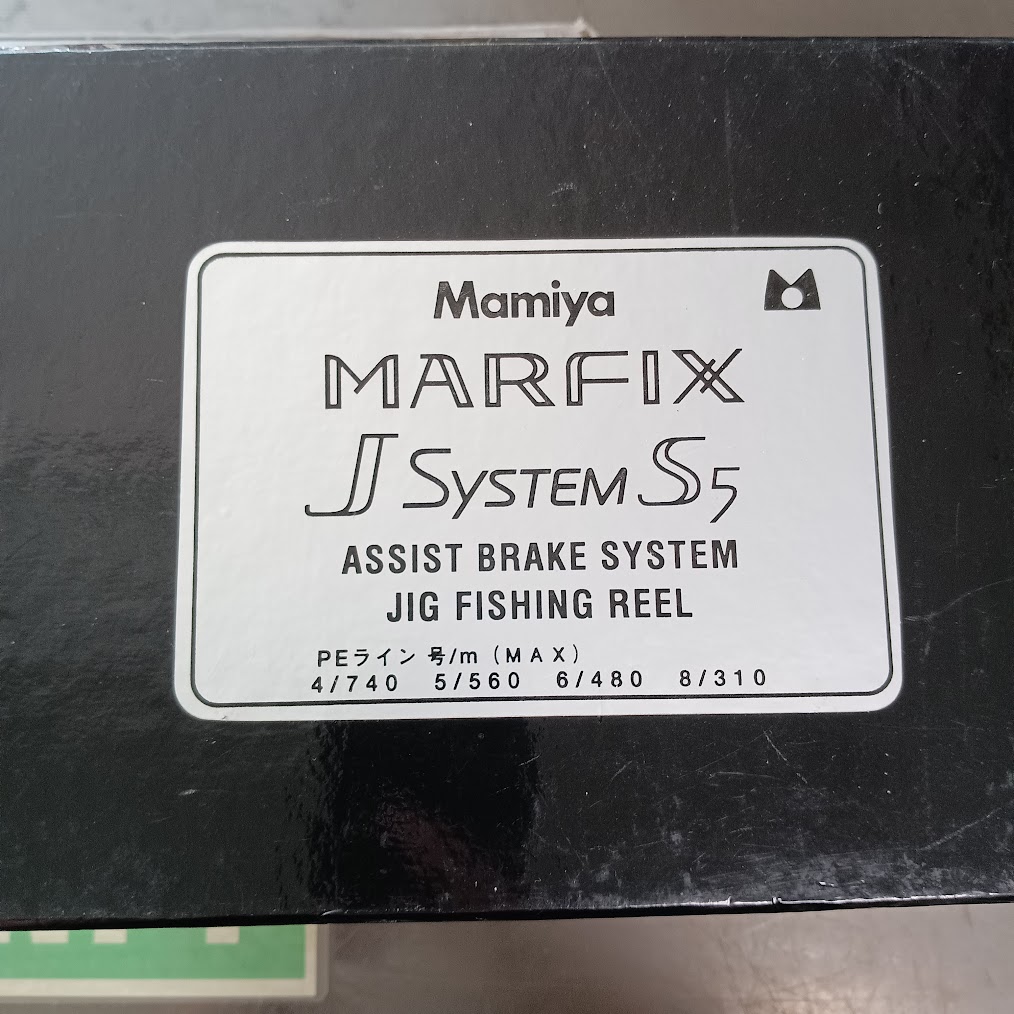 Mamiya
MARFIX
J SYSTEM S5
ASSIST BRAKE SYSTEM
JIG FISHING REEL
PEライン 号/m (MAX)
4/740 5/560 6/480 8/310